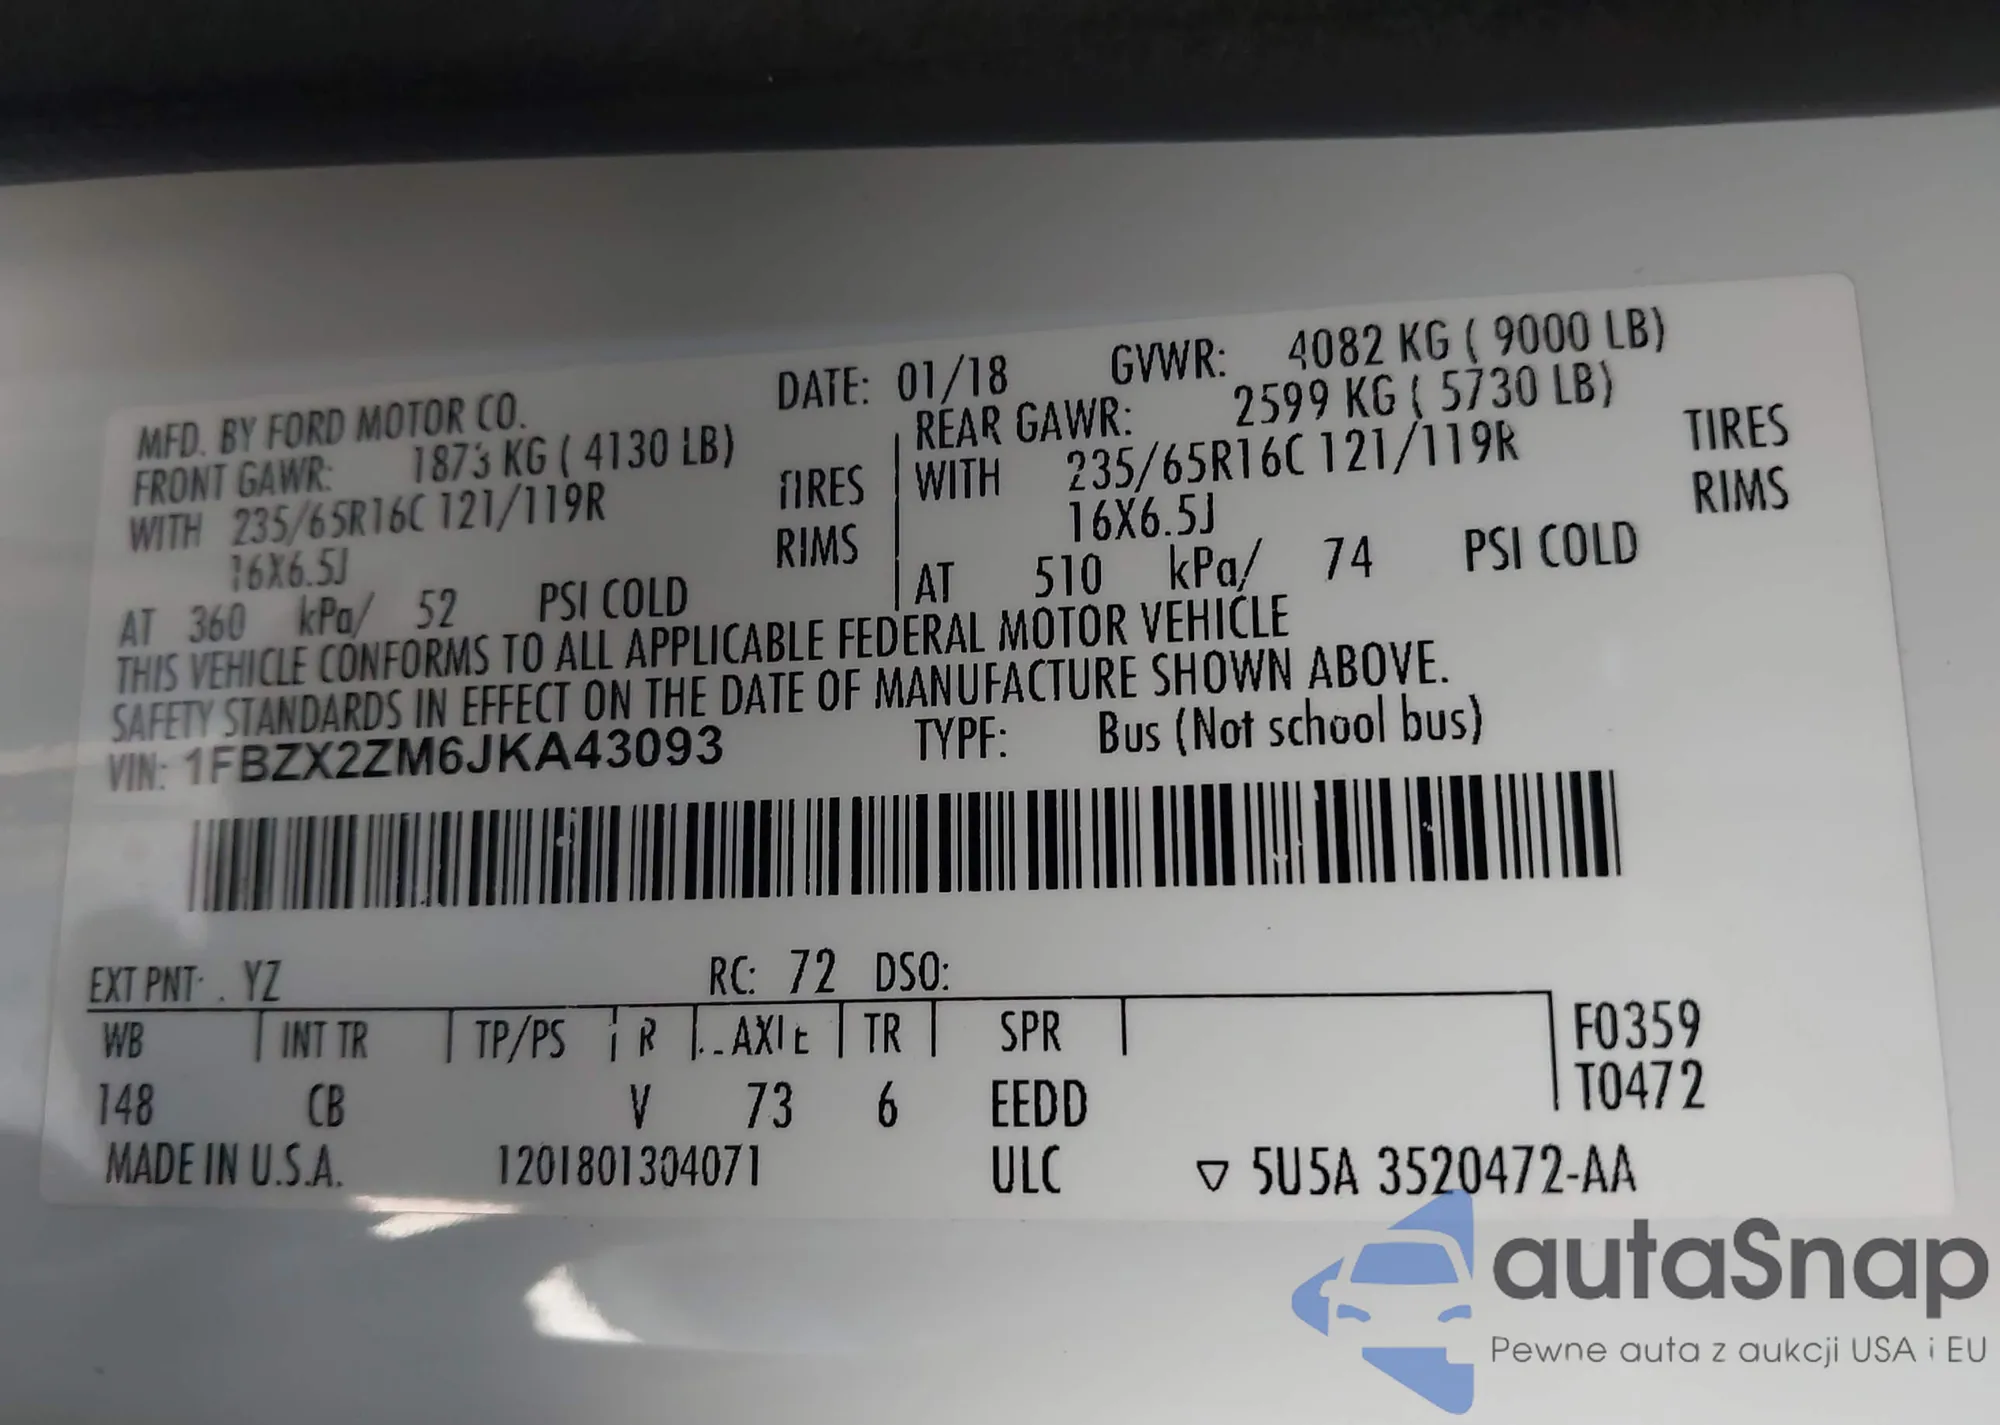 MFD. BY FORD MOTOR CO.
DATE: 01/18 GVWR: 4082 KG ( 9000 LB)
FRONT GAWR: 1873 KG ( 4130 LB)
REAR GAWR: 2599 KG ( 5730 LB)
WITH 235/65R16C 121/119R TIRES
WITH 235/65R16C 121/119R TIRES
16X6.5J RIMS
16X6.5J RIMS
AT 360 kPa/ 52 PSI COLD
AT 510 kPa/ 74 PSI COLD
THIS VEHICLE CONFORMS TO ALL APPLICABLE FEDERAL MOTOR VEHICLE
SAFETY STANDARDS IN EFFECT ON THE DATE OF MANUFACTURE SHOWN ABOVE.
VIN: 1FBZX2ZM6JKA43093 TYPE: Bus (Not school bus)
EXT PNT: YZ RC: 72 DSO:
WB INT TR TP/PS R AXLE TR SPR
F0359
148 CB V 73 6 EEDD
T0472
MADE IN U.S.A. 1201801304071 ULC ▽ 5U5A 3520472-AA
autaSnap
Pewne auta z aukcji USA i EU